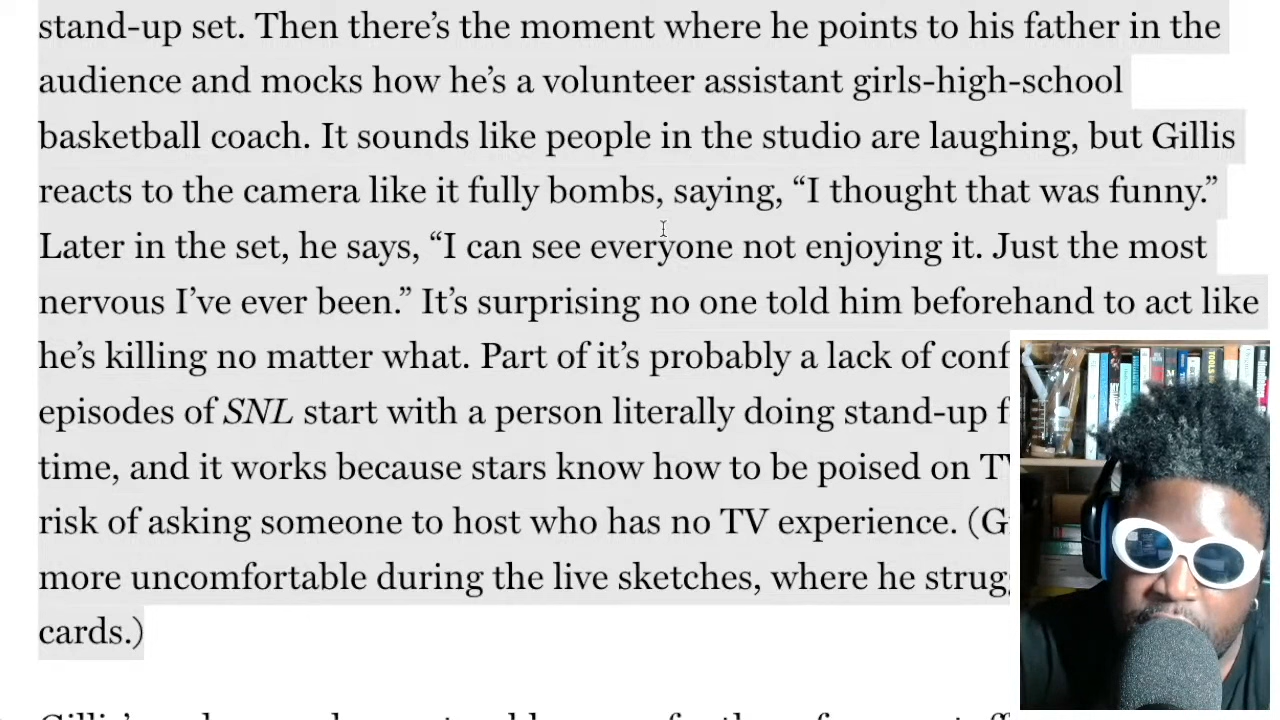 stand-up set. Then there’s the moment where he points to his father in the
audience and mocks how he’s a volunteer assistant girls-high-school
basketball coach. It sounds like people in the studio are laughing, but Gillis
reacts to the camera like it fully bombs, saying, “I thought that was funny.”
Later in the set, he says, “I can see everyone not enjoying it. Just the most
nervous I’ve ever been.” It’s surprising no one told him beforehand to act like
he’s killing no matter what. Part of it’s probably a lack of conf
episodes of SNL start with a person literally doing stand-up f
time, and it works because stars know how to be poised on T
risk of asking someone to host who has no TV experience. (G
more uncomfortable during the live sketches, where he strug
cards.)
TOOLS